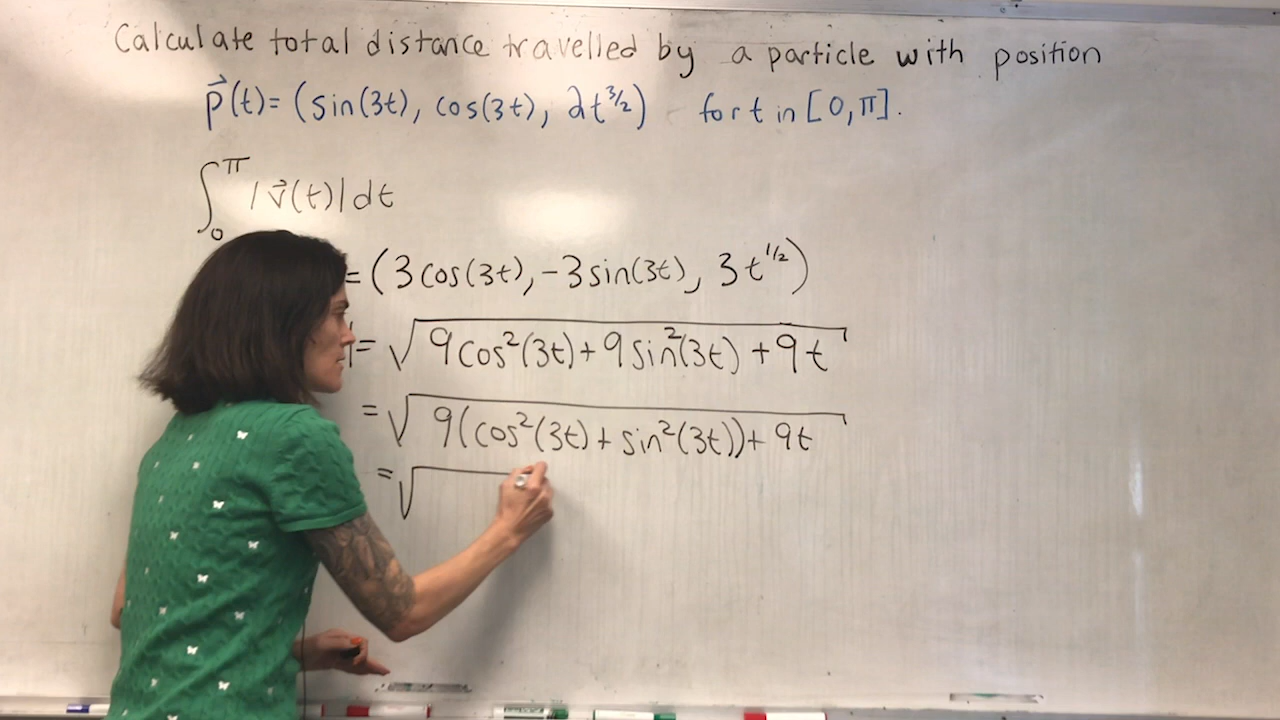 Calculate total distance travelled by a particle with position
p⃗(t)=(sin(3t), cos(3t), 2t^3/2) for t in [0,π].
∫₀^π |v⃗(t)|dt
=(3cos(3t),-3sin(3t), 3t^1/2)
=√(9cos²(3t)+9sin²(3t)+9t)
=√(9(cos²(3t)+sin²(3t))+9t)
=√